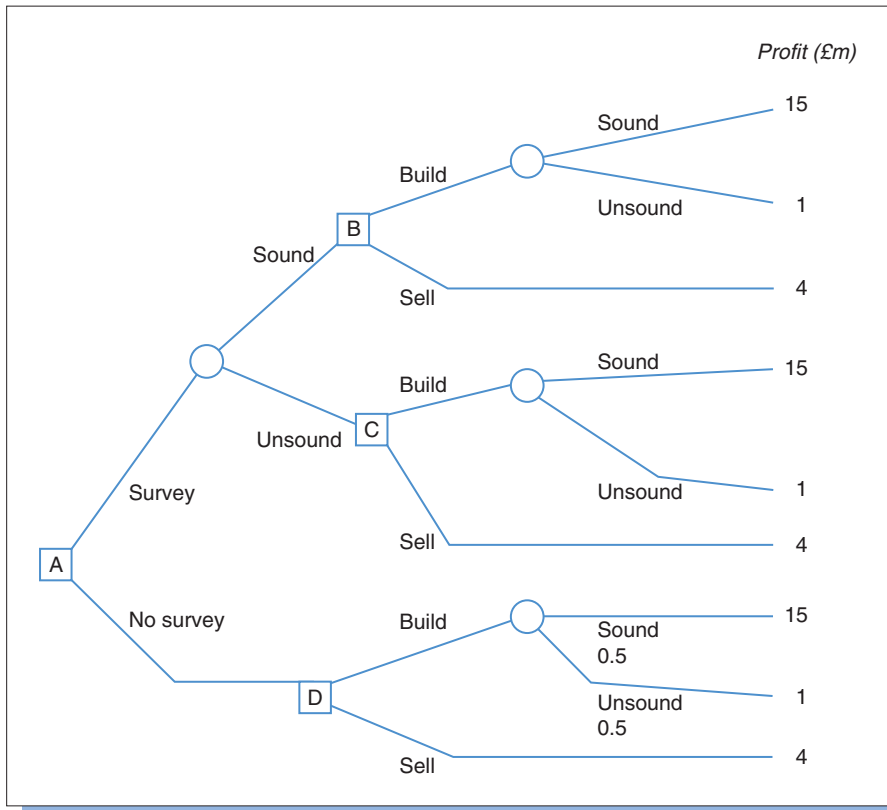 Profit (£m)
Sound 15
Build
Unsound 1
B
Sound
Sell 4
Sound 15
Build
C
Unsound
Unsound 1
Survey
Sell 4
A
No survey
Build
Sound 15
0.5
D
Unsound 1
0.5
Sell 4